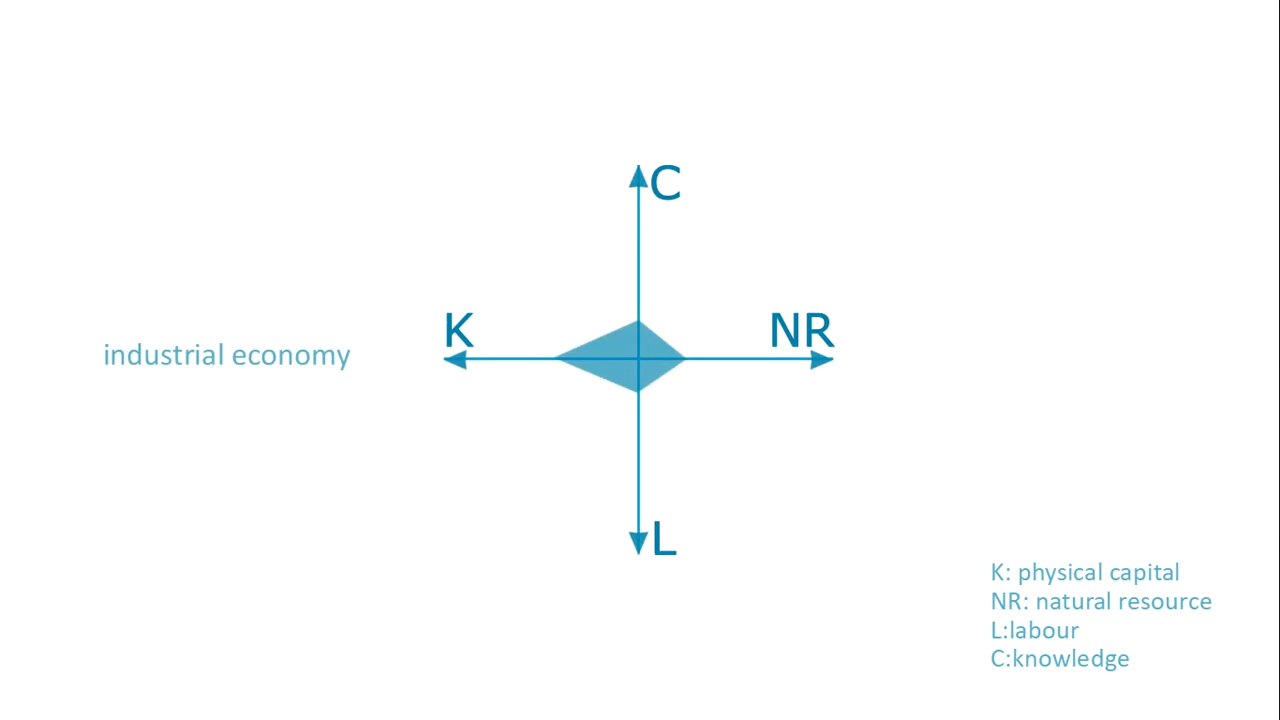 C
K
NR
industrial economy
L
K: physical capital
NR: natural resource
L:labour
C:knowledge